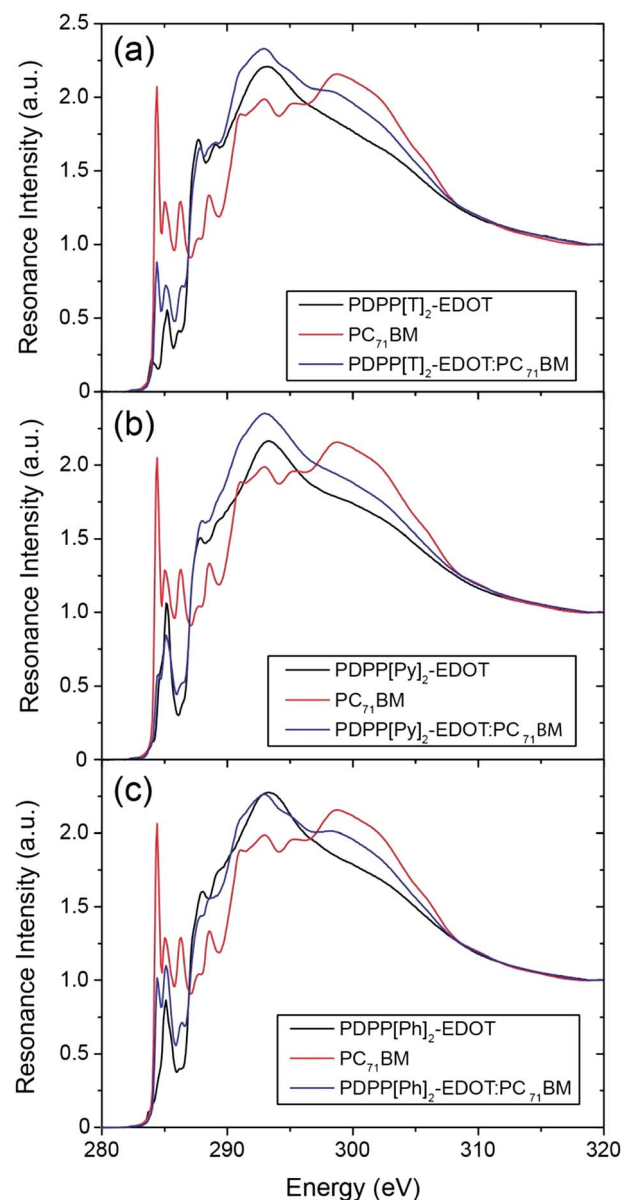 (a)
2.5
2.0
1.5
1.0
0.5
0
Resonance Intensity (a.u.)
PDPP[T]₂-EDOT
PC₇₁BM
PDPP[T]₂-EDOT:PC₇₁BM
(b)
2.0
1.5
1.0
0.5
0
Resonance Intensity (a.u.)
PDPP[Py]₂-EDOT
PC₇₁BM
PDPP[Py]₂-EDOT:PC₇₁BM
(c)
2.0
1.5
1.0
0.5
0
Resonance Intensity (a.u.)
PDPP[Ph]₂-EDOT
PC₇₁BM
PDPP[Ph]₂-EDOT:PC₇₁BM
280 290 300 310 320
Energy (eV)